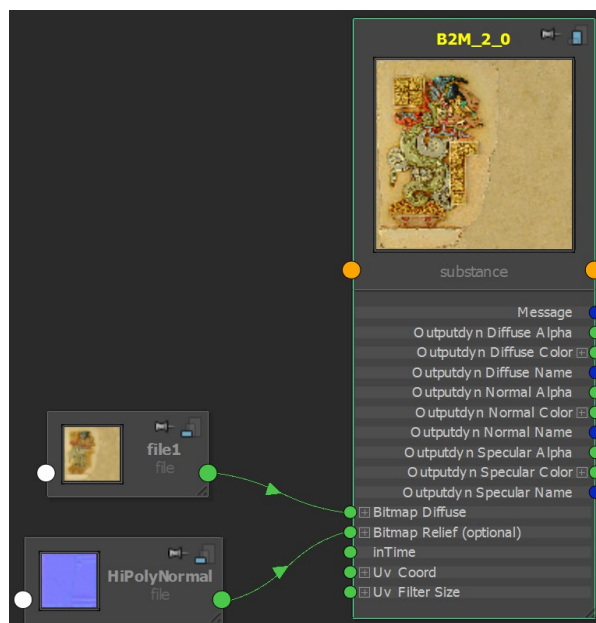 B2M_2_0
substance
Message
Outputdyn Diffuse Alpha
Outputdyn Diffuse Color
Outputdyn Diffuse Name
Outputdyn Normal Alpha
Outputdyn Normal Color
Outputdyn Normal Name
Outputdyn Specular Alpha
Outputdyn Specular Color
Outputdyn Specular Name
Bitmap Diffuse
Bitmap Relief (optional)
inTime
Uv Coord
Uv Filter Size
file1
file
HiPolyNormal
file